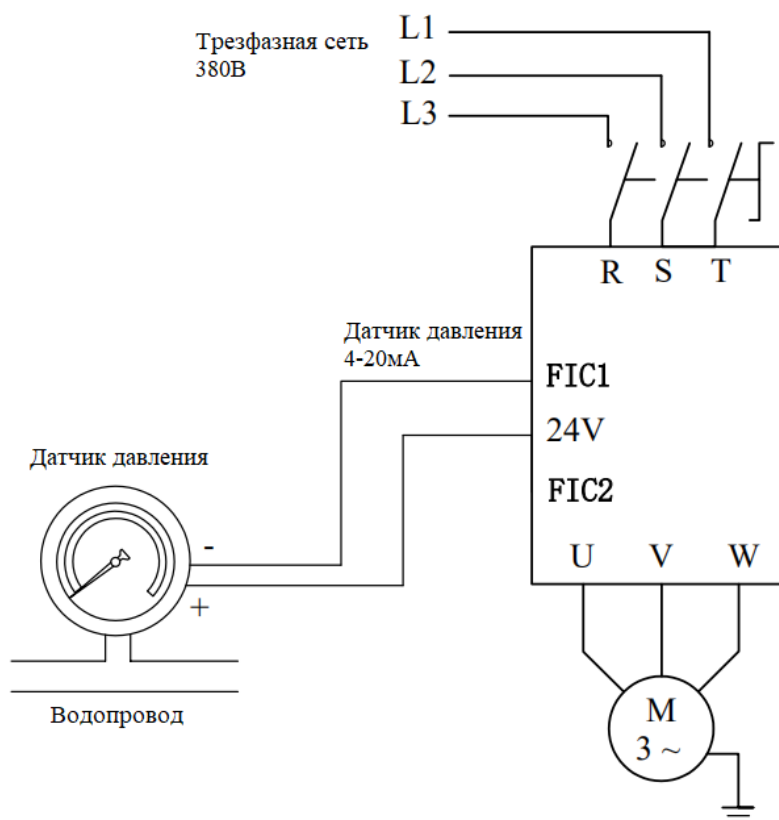 Трезфазная сеть
380В
L1
L2
L3
R S T
Датчик давления
4-20мА
FIC1
24V
FIC2
Датчик давления
-
+
Водопровод
U V W
M
3 ~